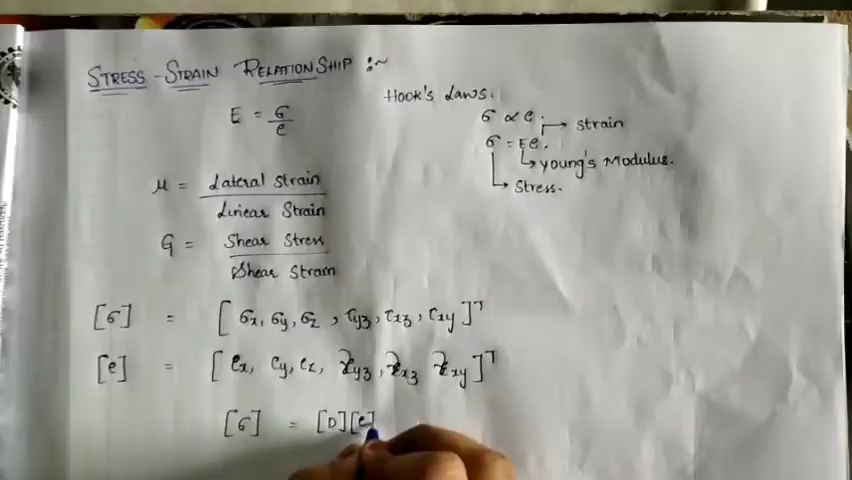 STRESS-STRAIN RELATIONSHIP :~
Hook's Laws.
E = σ/e
σ ∝ e. → strain
σ = Ee.
→ young's Modulus.
→ Stress.
μ = Lateral Strain / Linear Strain
G = Shear Stress / Shear Strain
[σ] = [σx, σy, σz, τyz, τxz, τxy]ᵀ
[e] = [ex, ey, ez, γyz, γxz γxy]ᵀ
[σ] = [D][e]